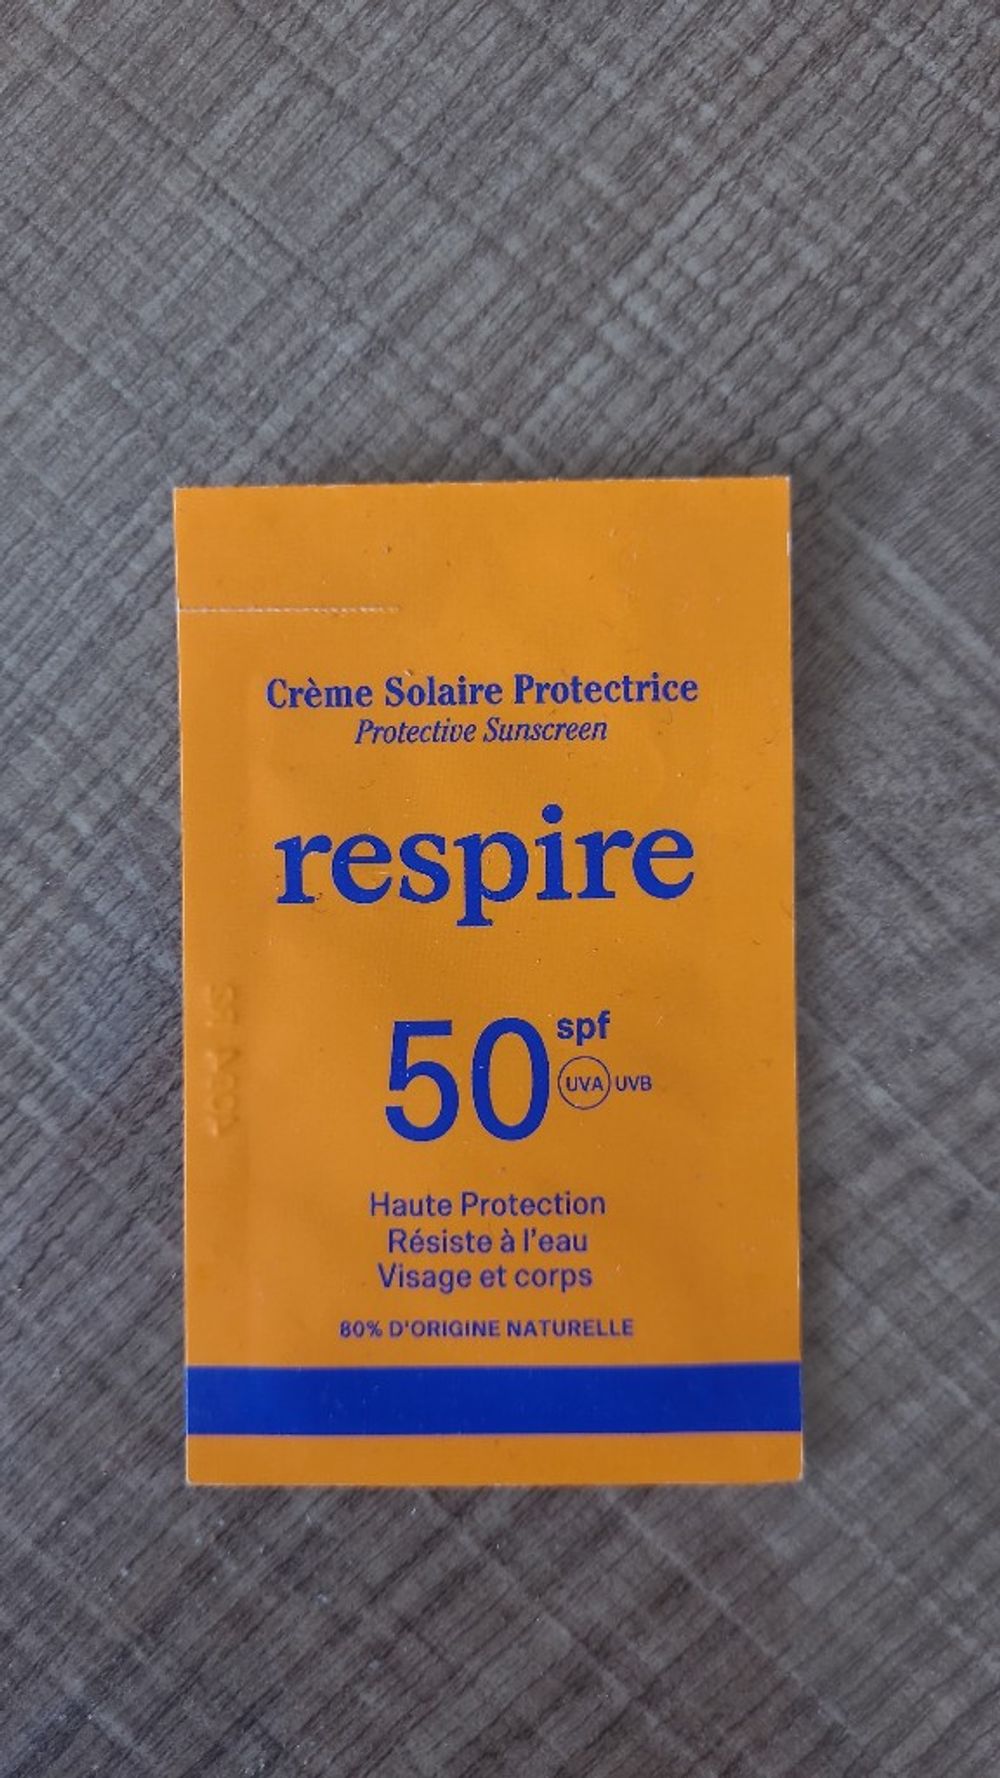 Crème Solaire Protectrice
Protective Sunscreen
respire
50 spf
UVA UVB
Haute Protection
Résiste à l'eau
Visage et corps
80% D'ORIGINE NATURELLE